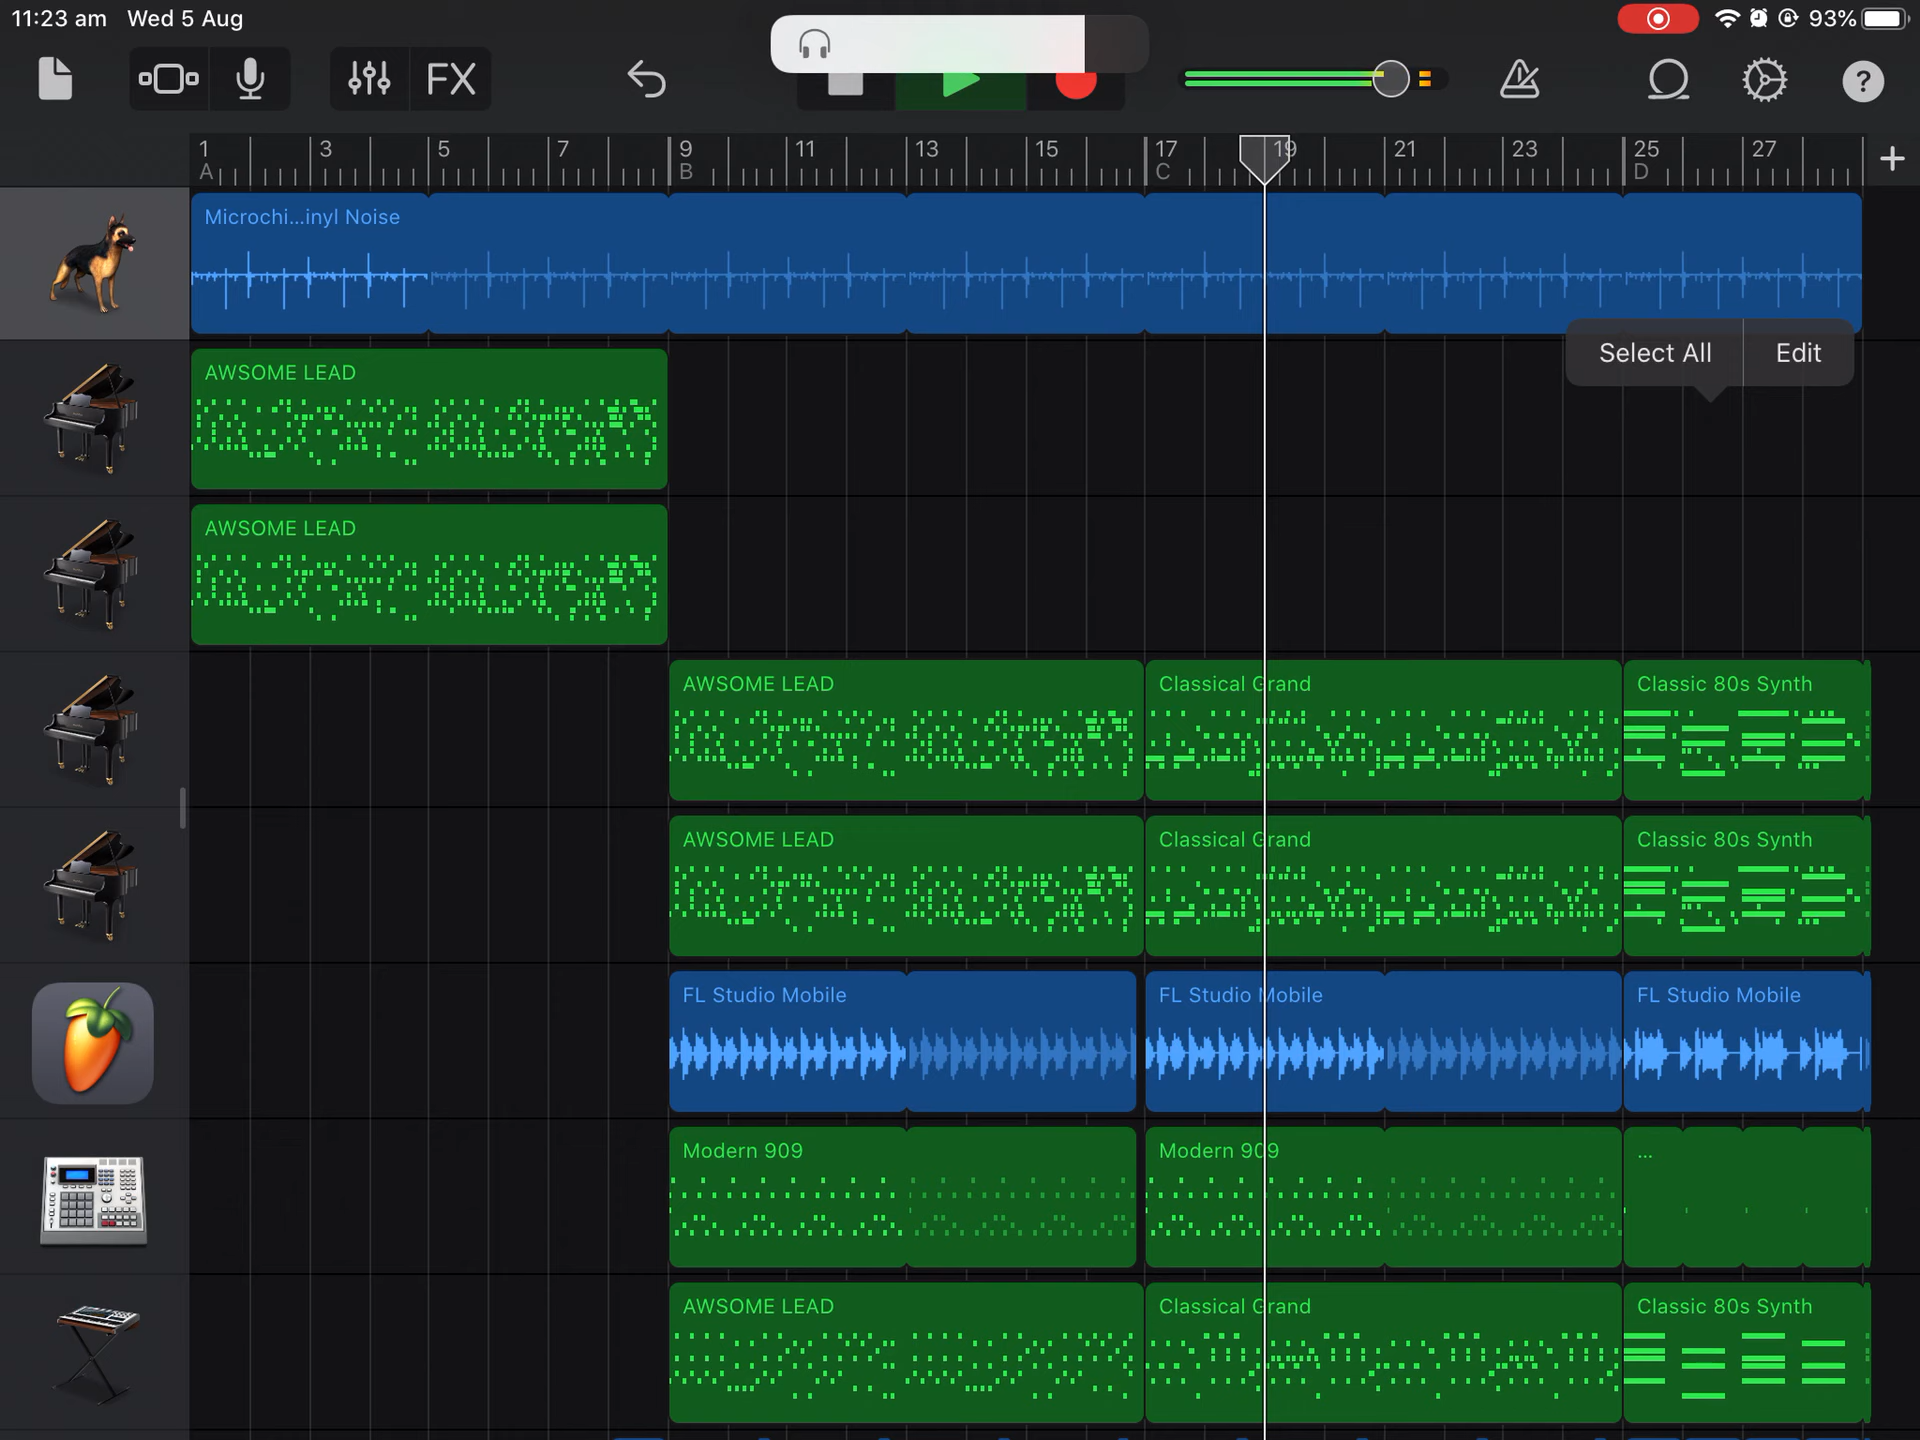 11:23 am Wed 5 Aug
93%
FX
?
1 3 5 7 9 11 13 15 17 19 21 23 25 27 +
A B C D
Microchi...inyl Noise
Select All Edit
AWSOME LEAD
AWSOME LEAD
AWSOME LEAD Classical Grand Classic 80s Synth
AWSOME LEAD Classical Grand Classic 80s Synth
FL Studio Mobile FL Studio Mobile FL Studio Mobile
Modern 909 Modern 909 ...
AWSOME LEAD Classical Grand Classic 80s Synth